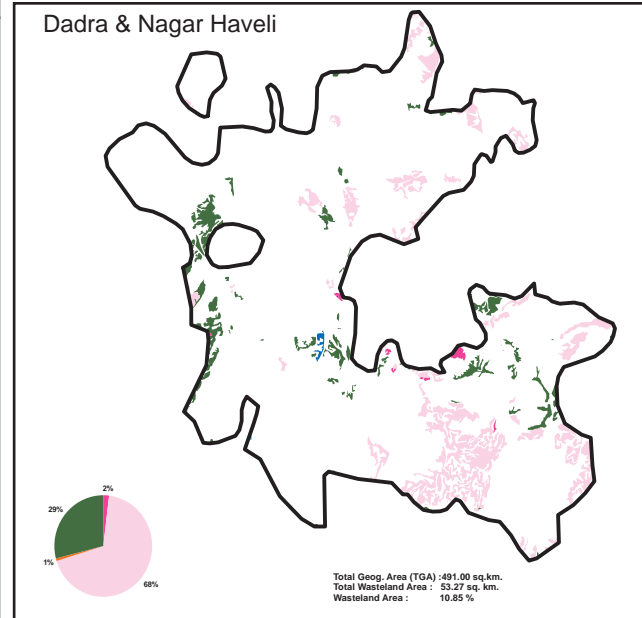 Dadra & Nagar Haveli
2%
29%
1%
68%
Total Geog. Area (TGA) :491.00 sq.km.
Total Wasteland Area : 53.27 sq. km.
Wasteland Area : 10.85 %